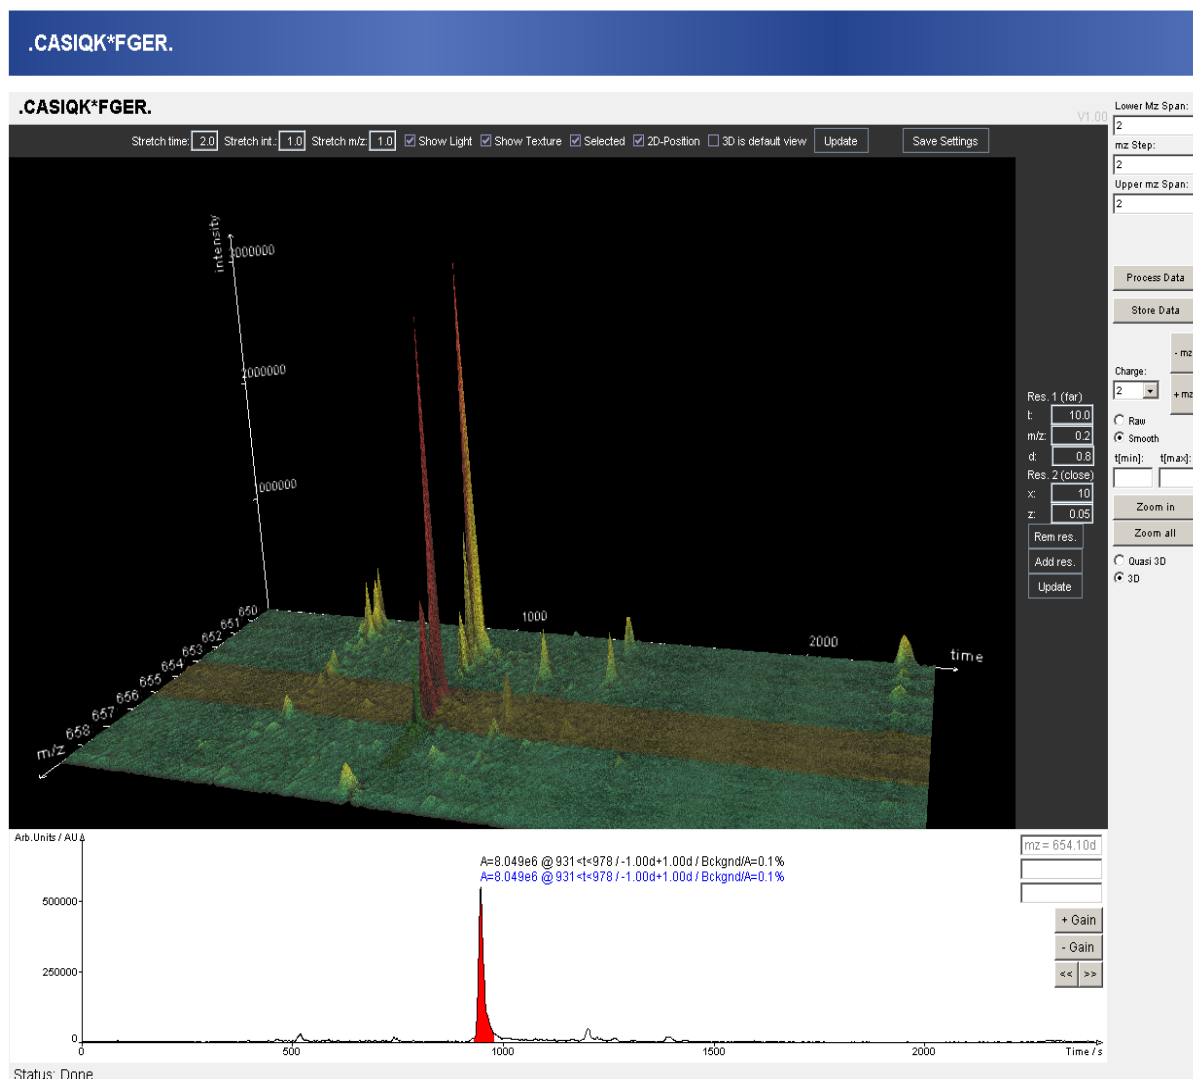 .CASIQK*FGER.
.CASIQK*FGER.
V1.00
Lower Mz Span:
2
mz Step:
2
Upper mz Span:
2
Stretch time: 2.0 Stretch int.: 1.0 Stretch m/z: 1.0 Show Light Show Texture Selected 2D-Position 3D is default view Update Save Settings
intensity
3000000
2000000
1000000
650
651
652
653
654
655
656
657
658
m/z
1000
2000
time
Res. 1 (far)
t: 10.0
m/z: 0.2
d: 0.8
Res. 2 (close)
x: 10
z: 0.05
Rem res.
Add res.
Update
Process Data
Store Data
- mz
Charge:
2
+ mz
Raw
Smooth
t[min]: t[max]:
Zoom in
Zoom all
Quasi 3D
3D
Arb.Units / AU
A=8.049e6 @ 931<t<978 / -1.00d+1.00d / Bckgnd/A=0.1%
A=8.049e6 @ 931<t<978 / -1.00d+1.00d / Bckgnd/A=0.1%
mz = 654.10d
+ Gain
- Gain
<< >>
500000
250000
0
0 500 1000 1500 2000 Time / s
Status: Done